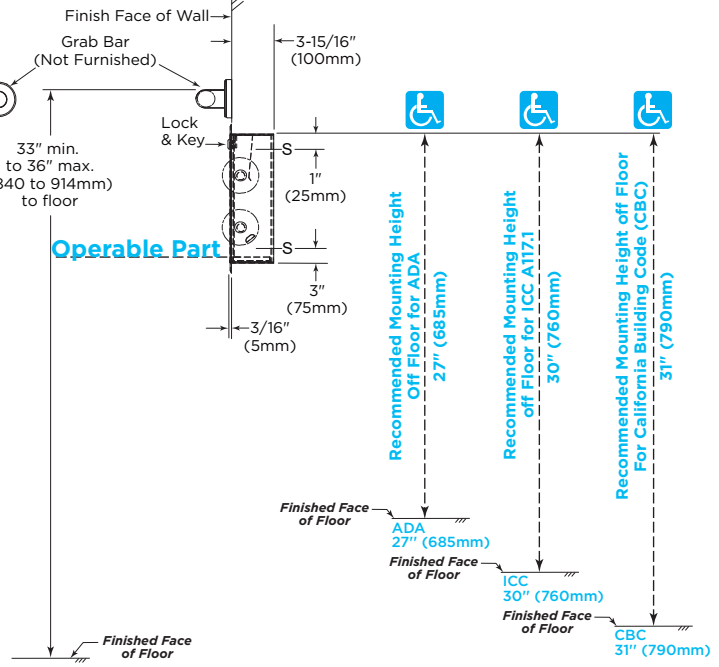 Finish Face of Wall
Grab Bar
(Not Furnished)
3-15/16"
(100mm)
Lock
& Key
S
1"
(25mm)
33" min.
to 36" max.
840 to 914mm)
to floor
Operable Part
S
3"
(75mm)
3/16"
(5mm)
Recommended Mounting Height
Off Floor for ADA
27" (685mm)
Recommended Mounting Height
off Floor for ICC A117.1
30" (760mm)
Recommended Mounting Height off Floor
For California Building Code (CBC)
31" (790mm)
Finished Face
of Floor
ADA
27" (685mm)
Finished Face
of Floor
ICC
30" (760mm)
Finished Face
of Floor
CBC
31" (790mm)
Finished Face
of Floor